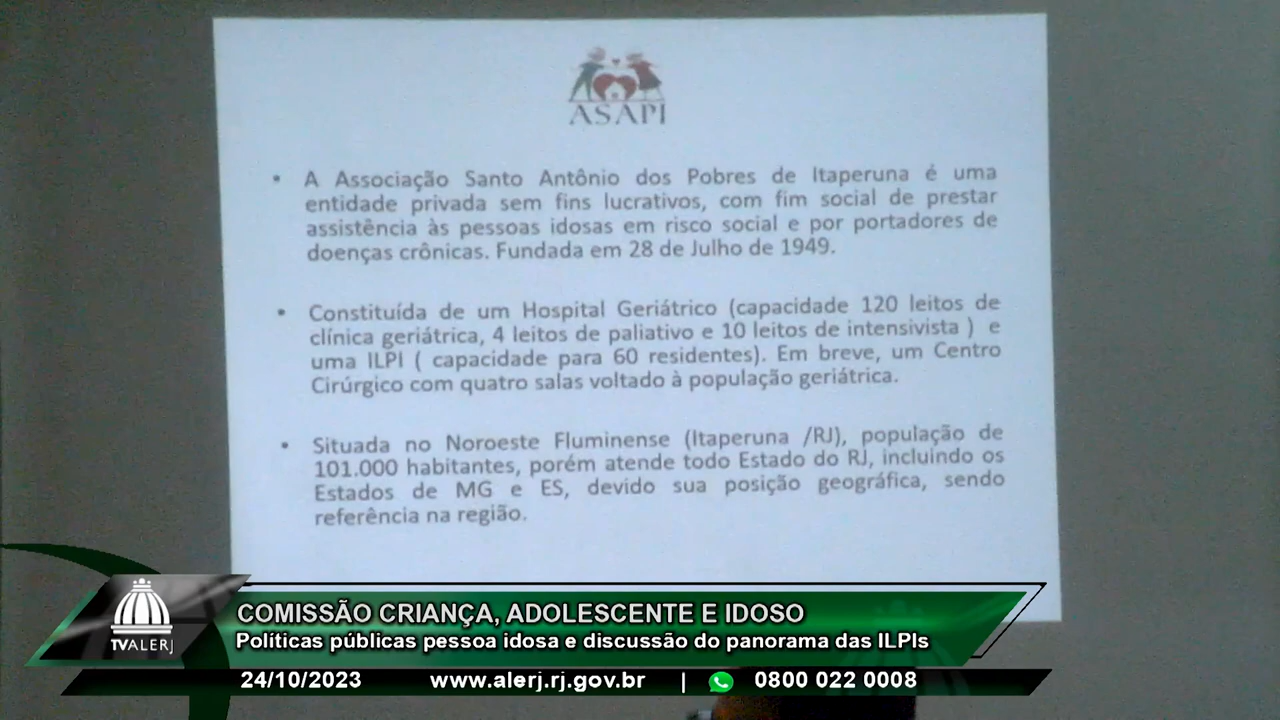 ASAPI
• A Associação Santo Antônio dos Pobres de Itaperuna é uma
entidade privada sem fins lucrativos, com fim social de prestar
assistência às pessoas idosas em risco social e por portadores de
doenças crônicas. Fundada em 28 de Julho de 1949.
• Constituída de um Hospital Geriátrico (capacidade 120 leitos de
clínica geriátrica, 4 leitos de paliativo e 10 leitos de intensivista ) e
uma ILPI ( capacidade para 60 residentes). Em breve, um Centro
Cirúrgico com quatro salas voltado à população geriátrica.
• Situada no Noroeste Fluminense (Itaperuna /RJ), população de
101.000 habitantes, porém atende todo Estado do RJ, incluindo os
Estados de MG e ES, devido sua posição geográfica, sendo
referência na região.
COMISSÃO CRIANÇA, ADOLESCENTE E IDOSO
Políticas públicas pessoa idosa e discussão do panorama das ILPIs
TVALERJ
24/10/2023 www.alerj.rj.gov.br | 0800 022 0008